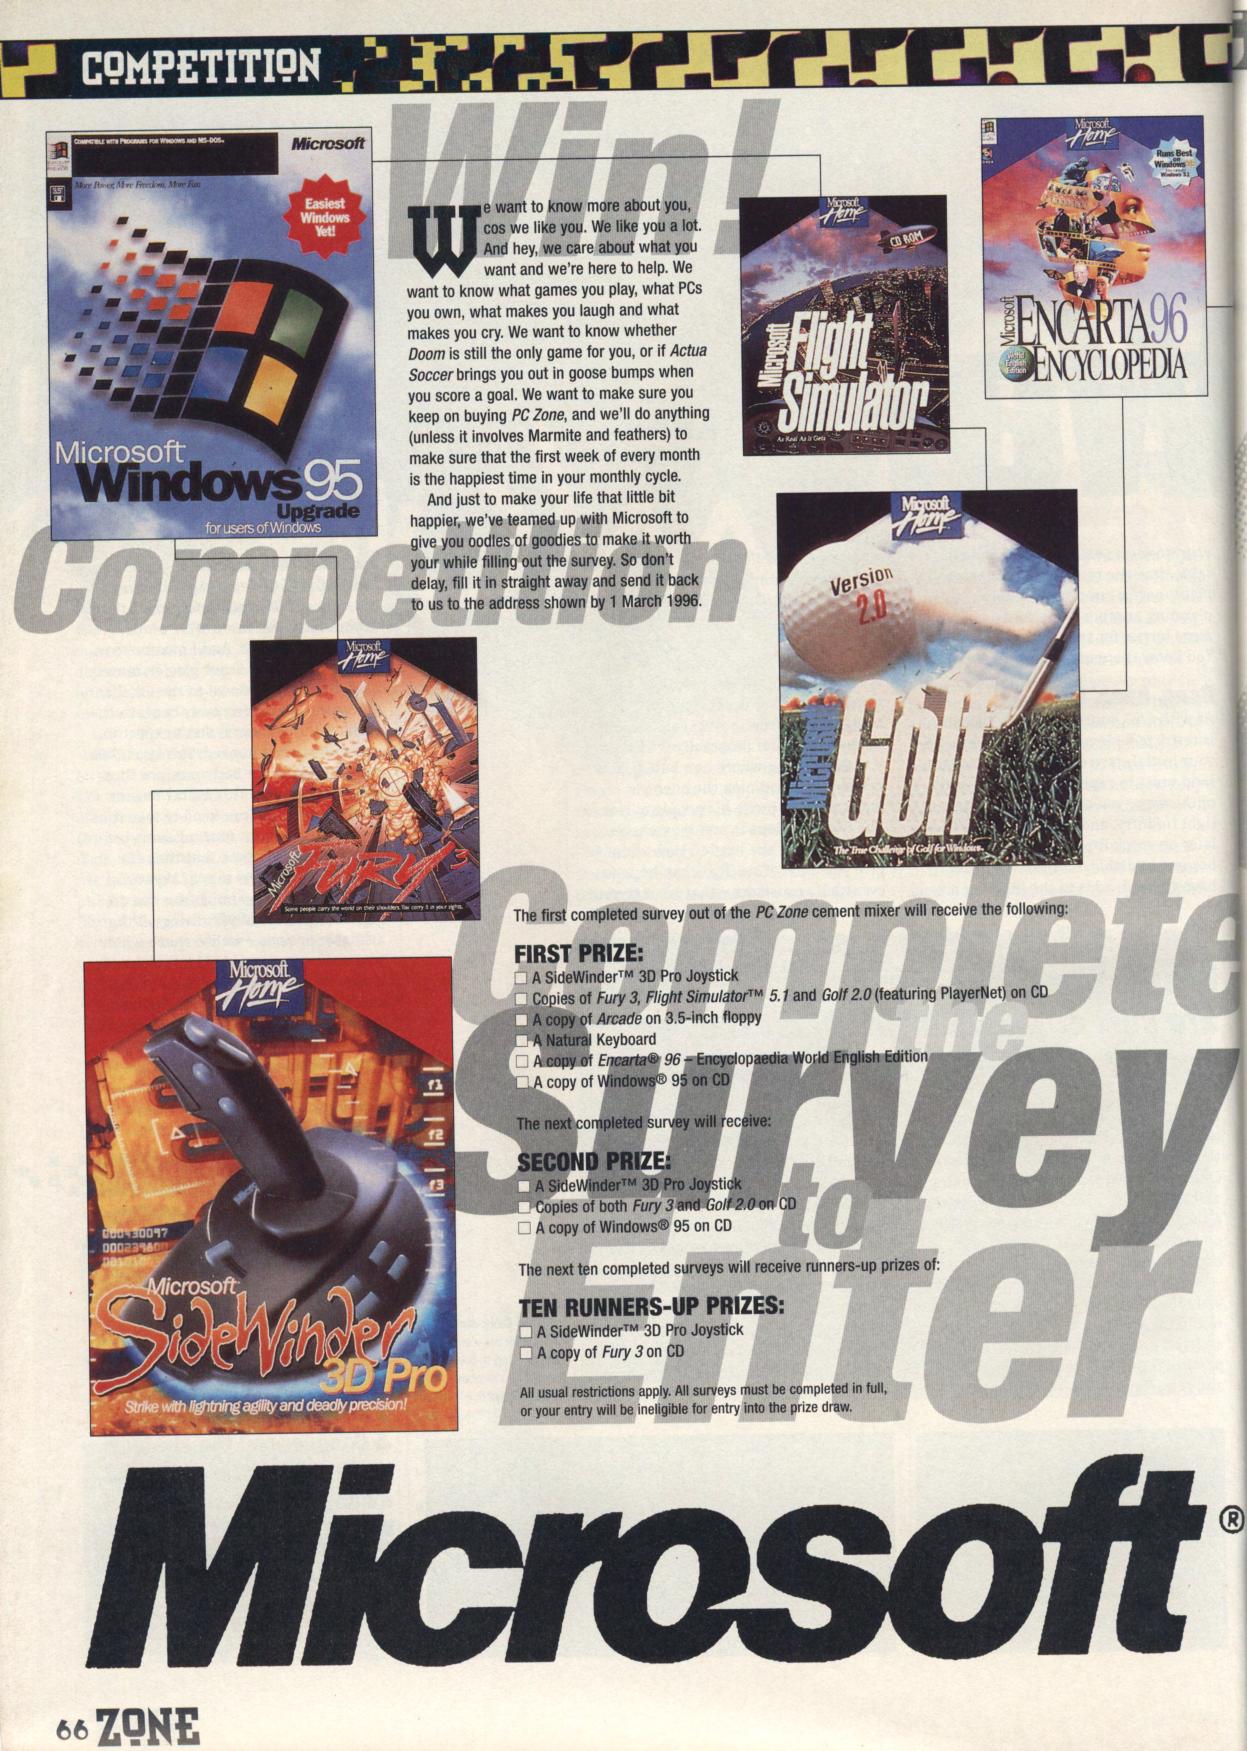 COMPETITION
Win!
Competition
COMPATIBLE WITH PROGRAMS FOR WINDOWS AND MS-DOS.
Microsoft
More Power, More Freedom, More Fun
3.5"
Easiest
Windows
Yet!
Microsoft
Windows 95
Upgrade
for users of Windows
We want to know more about you,
cos we like you. We like you a lot.
And hey, we care about what you
want and we're here to help. We
want to know what games you play, what PCs
you own, what makes you laugh and what
makes you cry. We want to know whether
Doom is still the only game for you, or if Actua
Soccer brings you out in goose bumps when
you score a goal. We want to make sure you
keep on buying PC Zone, and we'll do anything
(unless it involves Marmite and feathers) to
make sure that the first week of every month
is the happiest time in your monthly cycle.
And just to make your life that little bit
happier, we've teamed up with Microsoft to
give you oodles of goodies to make it worth
your while filling out the survey. So don't
delay, fill it in straight away and send it back
to us to the address shown by 1 March 1996.
Microsoft
Home
CD ROM
Microsoft
Flight
Simulator
As Real As It Gets
Microsoft
Home
Runs Best
on
Windows 95
Windows 3.1
Microsoft
ENCARTA 96
ENCYCLOPEDIA
World
English
Edition
Microsoft
Home
Version
2.0
Microsoft
Golf
The True Challenge of Golf for Windows
Microsoft
Home
Microsoft
FURY 3
Some people carry the world on their shoulders. You carry it in your sights.
Microsoft
Home
f1
f2
f3
f4
000430097
Microsoft
SideWinder
3D Pro
Strike with lightning agility and deadly precision!
Complete
the
Survey
to
Enter
The first completed survey out of the PC Zone cement mixer will receive the following:
FIRST PRIZE:
☐ A SideWinder™ 3D Pro Joystick
☐ Copies of Fury 3, Flight Simulator™ 5.1 and Golf 2.0 (featuring PlayerNet) on CD
☐ A copy of Arcade on 3.5-inch floppy
☐ A Natural Keyboard
☐ A copy of Encarta® 96 – Encyclopaedia World English Edition
☐ A copy of Windows® 95 on CD
The next completed survey will receive:
SECOND PRIZE:
☐ A SideWinder™ 3D Pro Joystick
☐ Copies of both Fury 3 and Golf 2.0 on CD
☐ A copy of Windows® 95 on CD
The next ten completed surveys will receive runners-up prizes of:
TEN RUNNERS-UP PRIZES:
☐ A SideWinder™ 3D Pro Joystick
☐ A copy of Fury 3 on CD
All usual restrictions apply. All surveys must be completed in full,
or your entry will be ineligible for entry into the prize draw.
Microsoft®
66 ZONE